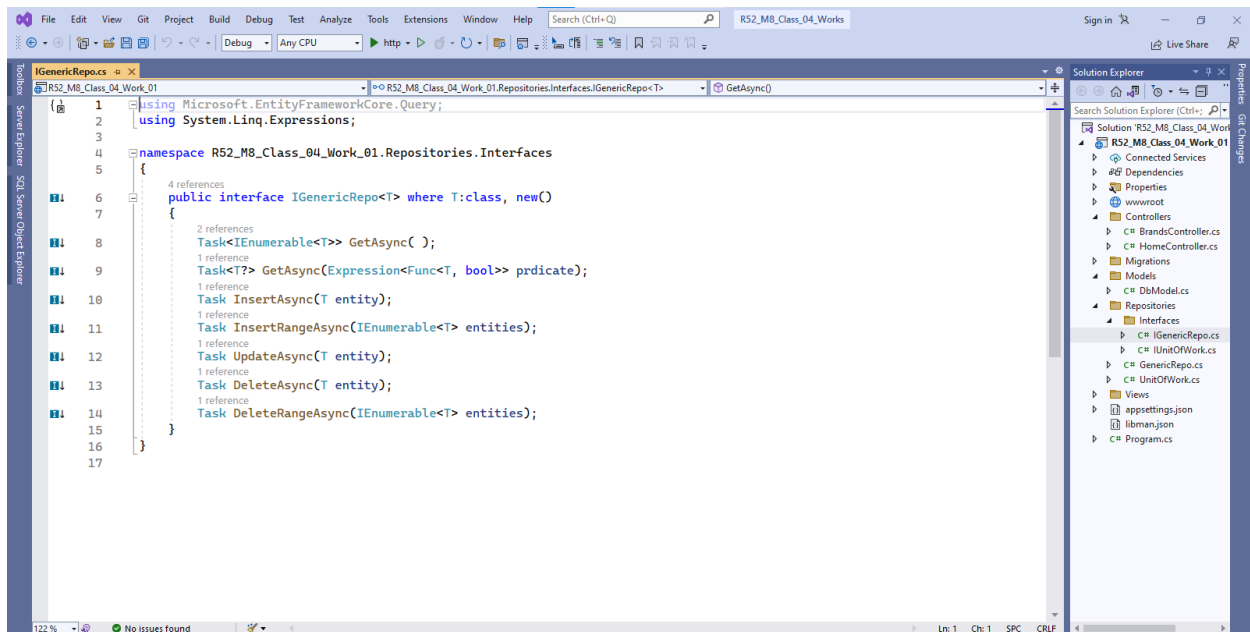 File Edit View Git Project Build Debug Test Analyze Tools Extensions Window Help Search (Ctrl+Q) R52_M8_Class_04_Works Sign in
Debug Any CPU http Live Share
Toolbox
Server Explorer
SQL Server Object Explorer
IGenericRepo.cs
R52_M8_Class_04_Work_01 R52_M8_Class_04_Work_01.Repositories.Interfaces.IGenericRepo<T> GetAsync()
1 using Microsoft.EntityFrameworkCore.Query;
2 using System.Linq.Expressions;
3
4 namespace R52_M8_Class_04_Work_01.Repositories.Interfaces
5 {
4 references
6 public interface IGenericRepo<T> where T:class, new()
7 {
2 references
8 Task<IEnumerable<T>> GetAsync( );
1 reference
9 Task<T?> GetAsync(Expression<Func<T, bool>> prdicate);
1 reference
10 Task InsertAsync(T entity);
1 reference
11 Task InsertRangeAsync(IEnumerable<T> entities);
1 reference
12 Task UpdateAsync(T entity);
1 reference
13 Task DeleteAsync(T entity);
1 reference
14 Task DeleteRangeAsync(IEnumerable<T> entities);
15 }
16 }
17
122 % No issues found Ln: 1 Ch: 1 SPC CRLF
Solution Explorer
Search Solution Explorer (Ctrl+;
Solution 'R52_M8_Class_04_Worl
R52_M8_Class_04_Work_01
Connected Services
Dependencies
Properties
wwwroot
Controllers
C# BrandsController.cs
C# HomeController.cs
Migrations
Models
C# DbModel.cs
Repositories
Interfaces
C# IGenericRepo.cs
C# IUnitOfWork.cs
C# GenericRepo.cs
C# UnitOfWork.cs
Views
appsettings.json
libman.json
C# Program.cs
Properties
Git Changes